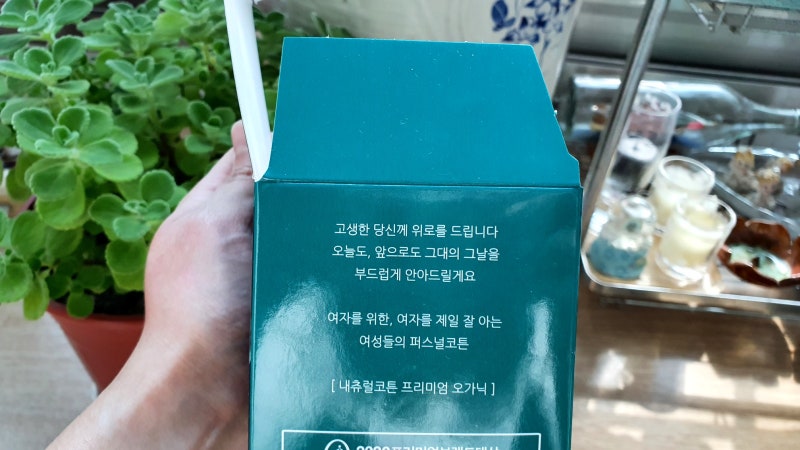 고생한 당신께 위로를 드립니다
오늘도, 앞으로도 그대의 그날을
부드럽게 안아드릴게요
여자를 위한, 여자를 제일 잘 아는
여성들의 퍼스널코튼
[ 내츄럴코튼 프리미엄 오가닉 ]